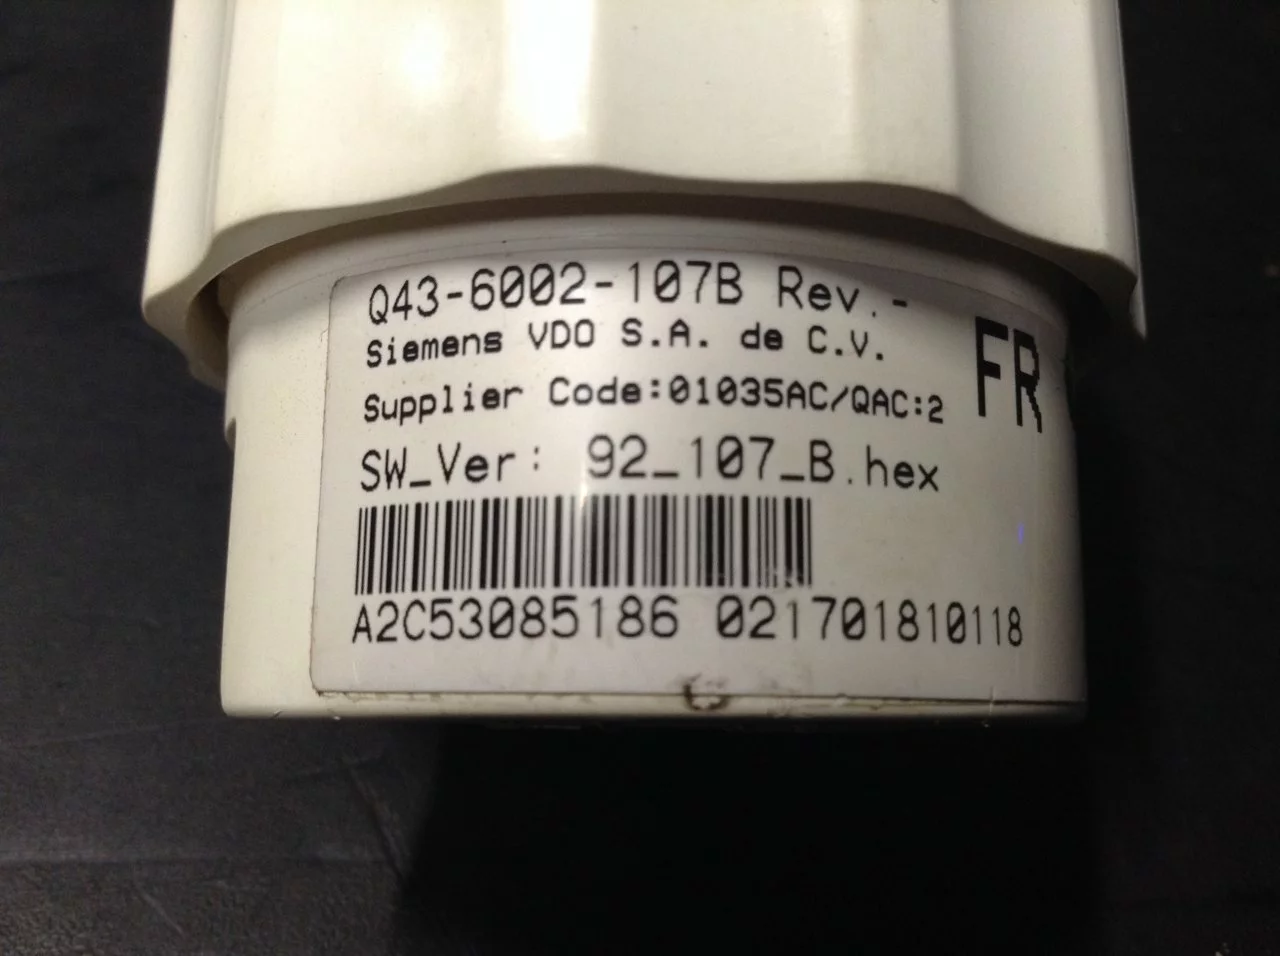 Q43-6002-107B Rev.-
Siemens VDO S.A. de C.V.
FR
Supplier Code:01035AC/QAC:2
SW_Ver: 92_107_B.hex
A2C53085186 021701810118